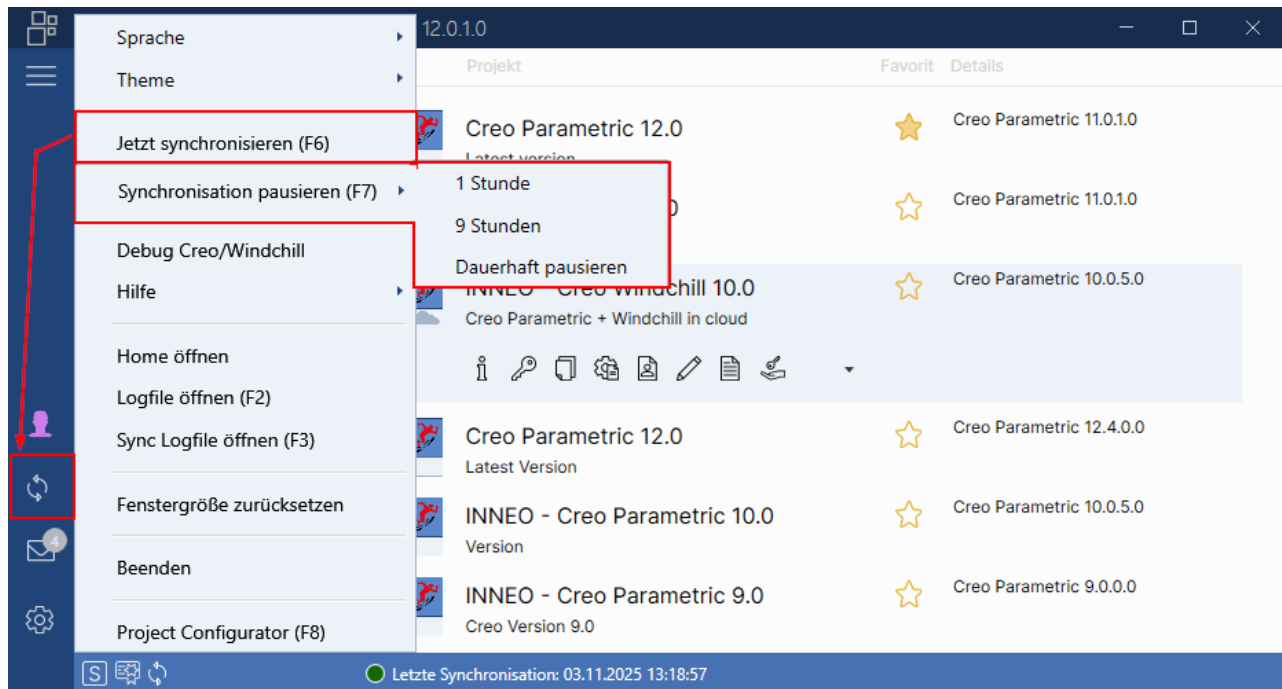 12.0.1.0
Sprache
Theme
Jetzt synchronisieren (F6)
Synchronisation pausieren (F7)
1 Stunde
9 Stunden
Dauerhaft pausieren
Debug Creo/Windchill
Hilfe
Home öffnen
Logfile öffnen (F2)
Sync Logfile öffnen (F3)
Fenstergröße zurücksetzen
Beenden
Project Configurator (F8)
4
Projekt
Favorit
Details
Creo Parametric 12.0
Latest version
Creo Parametric 11.0.1.0
Creo Parametric 11.0.1.0
INNEO - Creo Windchill 10.0
Creo Parametric + Windchill in cloud
Creo Parametric 10.0.5.0
Creo Parametric 12.0
Latest Version
Creo Parametric 12.4.0.0
INNEO - Creo Parametric 10.0
Version
Creo Parametric 10.0.5.0
INNEO - Creo Parametric 9.0
Creo Version 9.0
Creo Parametric 9.0.0.0
S
Letzte Synchronisation: 03.11.2025 13:18:57